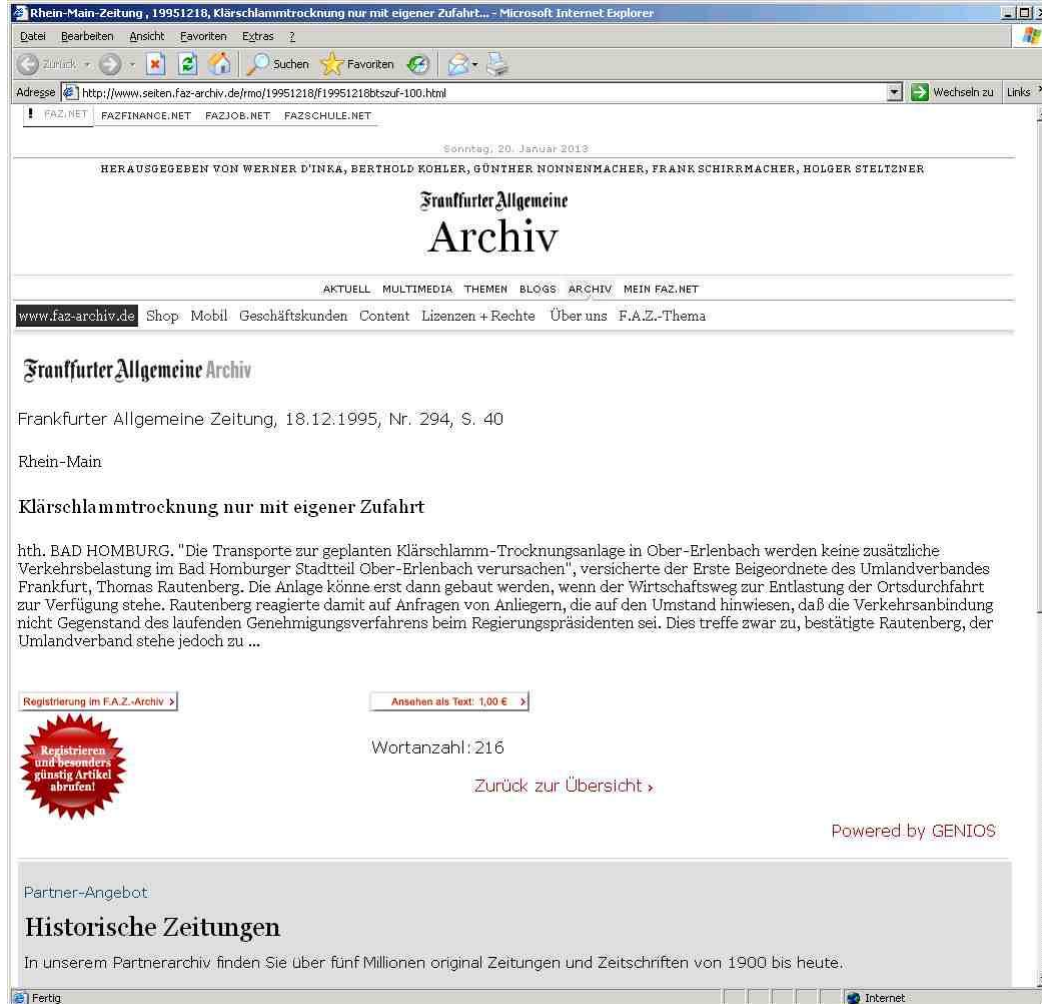 Rhein-Main-Zeitung , 19951218, Klärschlammtrocknung nur mit eigener Zufahrt... - Microsoft Internet Explorer
Datei Bearbeiten Ansicht Favoriten Extras ?
Zurück Suchen Favoriten
Adresse http://www.seiten.faz-archiv.de/rmo/19951218/f19951218btszuf-100.html Wechseln zu Links
! FAZ.NET FAZFINANCE.NET FAZJOB.NET FAZSCHULE.NET
Sonntag, 20. Januar 2013
HERAUSGEGEBEN VON WERNER D'INKA, BERTHOLD KOHLER, GÜNTHER NONNENMACHER, FRANK SCHIRRMACHER, HOLGER STELTZNER
Frankfurter Allgemeine
Archiv
AKTUELL MULTIMEDIA THEMEN BLOGS ARCHIV MEIN FAZ.NET
www.faz-archiv.de Shop Mobil Geschäftskunden Content Lizenzen + Rechte Über uns F.A.Z.-Thema
Frankfurter Allgemeine Archiv
Frankfurter Allgemeine Zeitung, 18.12.1995, Nr. 294, S. 40
Rhein-Main
Klärschlammtrocknung nur mit eigener Zufahrt
hth. BAD HOMBURG. "Die Transporte zur geplanten Klärschlamm-Trocknungsanlage in Ober-Erlenbach werden keine zusätzliche
Verkehrsbelastung im Bad Homburger Stadtteil Ober-Erlenbach verursachen", versicherte der Erste Beigeordnete des Umlandverbandes
Frankfurt, Thomas Rautenberg. Die Anlage könne erst dann gebaut werden, wenn der Wirtschaftsweg zur Entlastung der Ortsdurchfahrt
zur Verfügung stehe. Rautenberg reagierte damit auf Anfragen von Anliegern, die auf den Umstand hinwiesen, daß die Verkehrsanbindung
nicht Gegenstand des laufenden Genehmigungsverfahrens beim Regierungspräsidenten sei. Dies treffe zwar zu, bestätigte Rautenberg, der
Umlandverband stehe jedoch zu ...
Registrierung im F.A.Z.-Archiv > Ansehen als Text: 1,00 € >
Registrieren
und besonders
günstig Artikel
abrufen!
Wortanzahl: 216
Zurück zur Übersicht ›
Powered by GENIOS
Partner-Angebot
Historische Zeitungen
In unserem Partnerarchiv finden Sie über fünf Millionen original Zeitungen und Zeitschriften von 1900 bis heute.
Fertig Internet